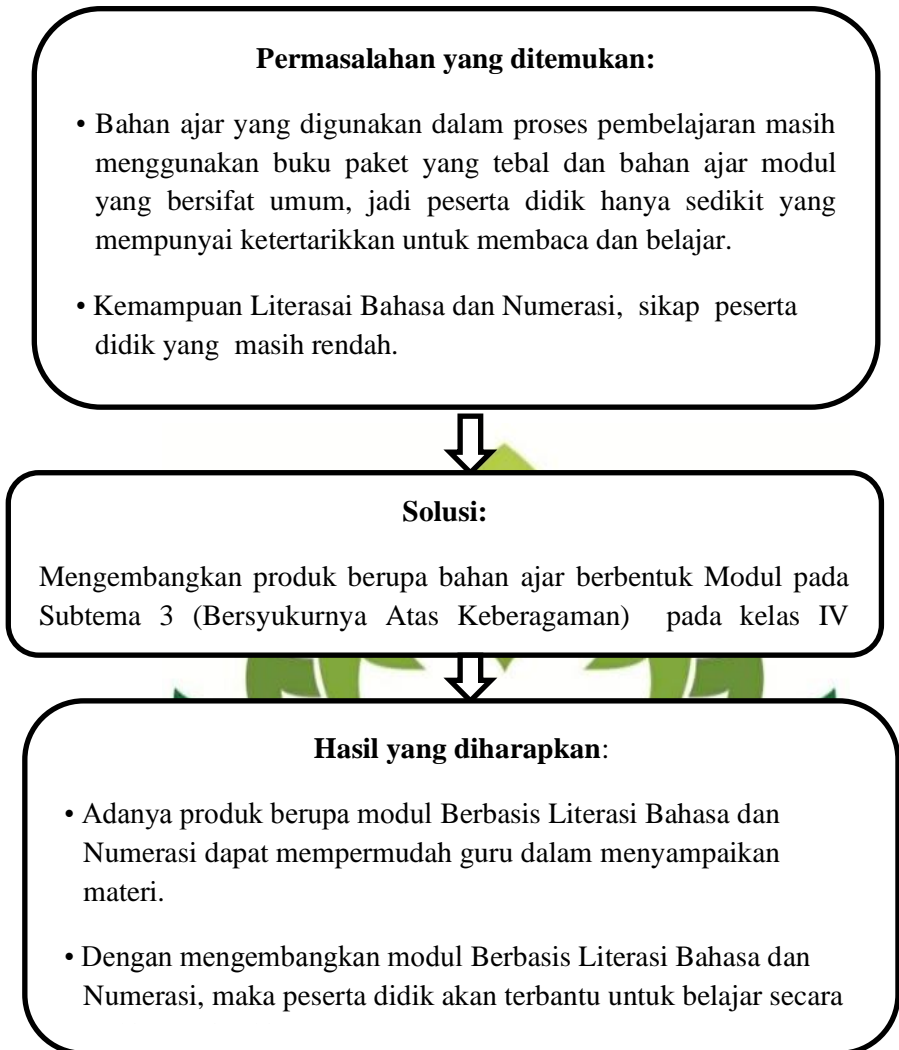 Permasalahan yang ditemukan:
• Bahan ajar yang digunakan dalam proses pembelajaran masih
menggunakan buku paket yang tebal dan bahan ajar modul
yang bersifat umum, jadi peserta didik hanya sedikit yang
mempunyai ketertarikkan untuk membaca dan belajar.
• Kemampuan Literasai Bahasa dan Numerasi, sikap peserta
didik yang masih rendah.
Solusi:
Mengembangkan produk berupa bahan ajar berbentuk Modul pada
Subtema 3 (Bersyukurnya Atas Keberagaman) pada kelas IV
Hasil yang diharapkan:
• Adanya produk berupa modul Berbasis Literasi Bahasa dan
Numerasi dapat mempermudah guru dalam menyampaikan
materi.
• Dengan mengembangkan modul Berbasis Literasi Bahasa dan
Numerasi, maka peserta didik akan terbantu untuk belajar secara